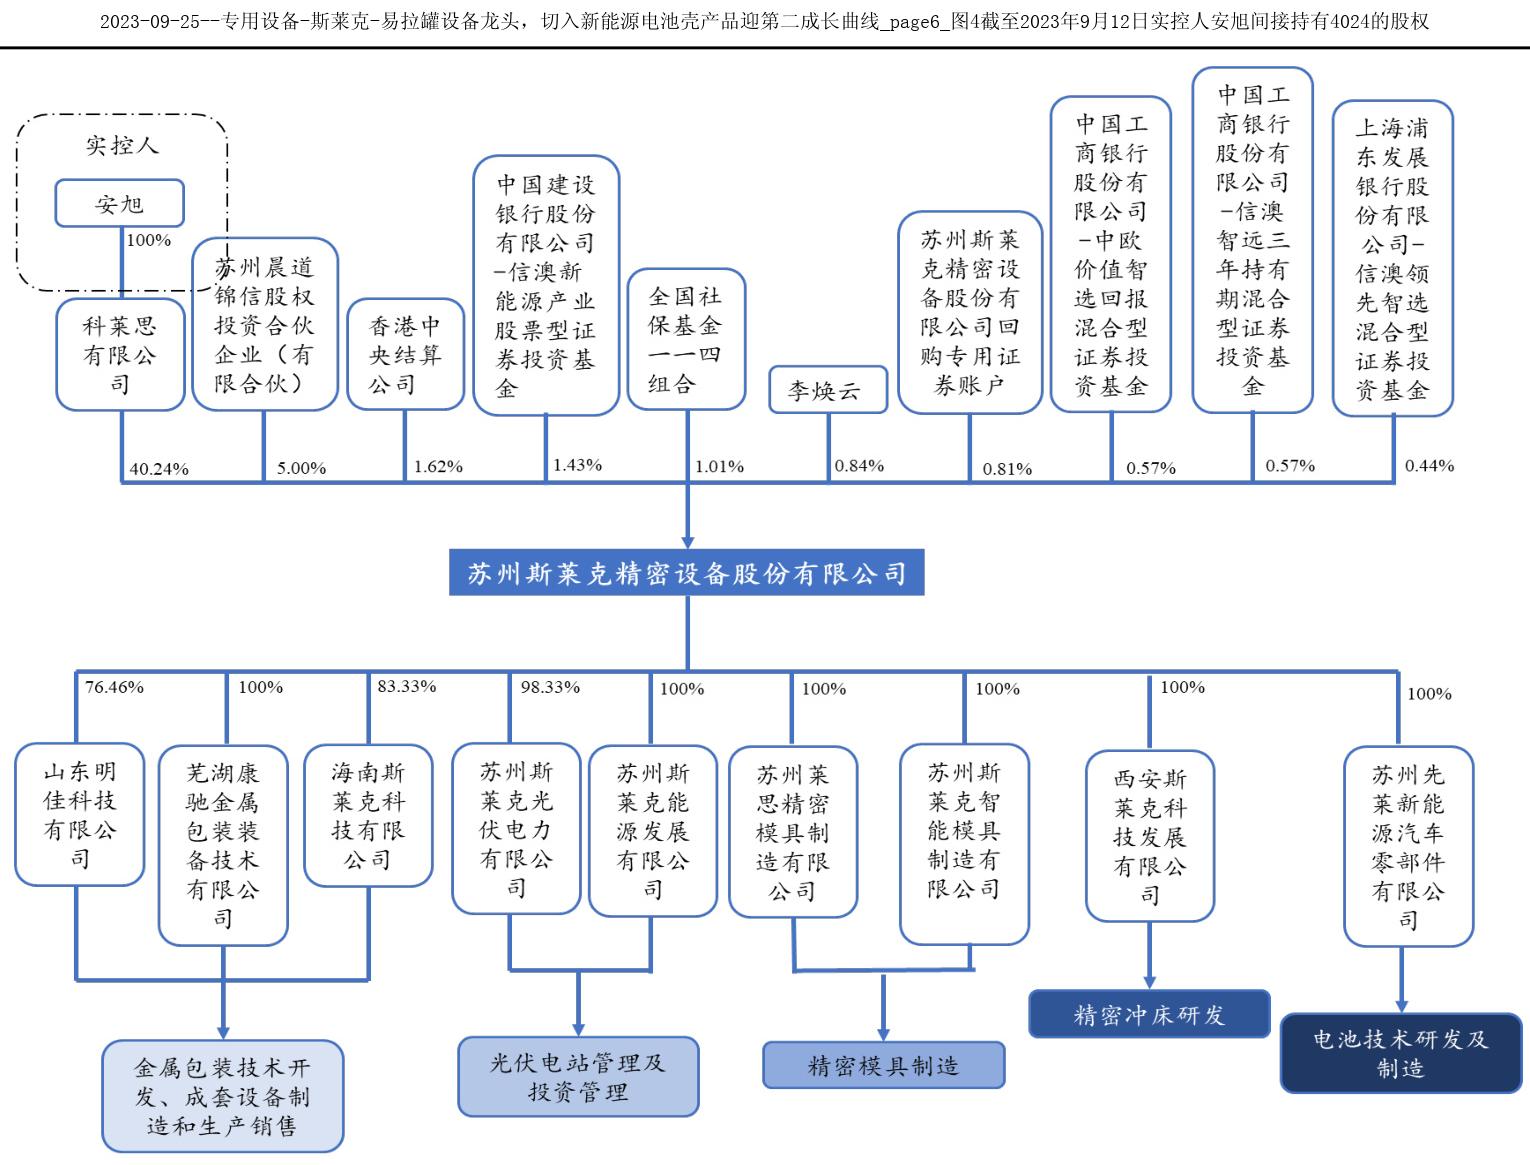 2023-09-25--专用设备-斯莱克-易拉罐设备龙头，切入新能源电池壳产品迎第二成长曲线_page6_图4截至2023年9月12日实控人安旭间接持有4024的股权
实控人
安旭
100%
科莱思
有限公
司
苏州晨道
锦信股权
投资合伙
企业（有
限合伙）
香港中
央结算
公司
中国建设
银行股份
有限公司
-信澳新
能源产业
股票型证
券投资基
金
全国社
保基金
一一四
组合
李焕云
苏州斯莱
克精密设
备股份有
限公司回
购专用证
券账户
中国工
商银行
股份有
限公司
-中欧
价值智
选回报
混合型
证券投
资基金
中国工
商银行
股份有
限公司
-信澳
智远三
年持有
期混合
型证券
投资基
金
上海浦
东发展
银行股
份有限
公司-
信澳领
先智选
混合型
证券投
资基金
40.24%
5.00%
1.62%
1.43%
1.01%
0.84%
0.81%
0.57%
0.57%
0.44%
苏州斯莱克精密设备股份有限公司
76.46%
100%
83.33%
98.33%
100%
100%
100%
100%
100%
山东明
佳科技
有限公
司
芜湖康
驰金属
包装装
备技术
有限公
司
海南斯
莱克科
技有限
公司
苏州斯
莱克光
伏电力
有限公
司
苏州斯
莱克能
源发展
有限公
司
苏州莱
思精密
模具制
造有限
公司
苏州斯
莱克智
能模具
制造有
限公司
西安斯
莱克科
技发展
有限公
司
苏州先
莱新能
源汽车
零部件
有限公
司
金属包装技术开
发、成套设备制
造和生产销售
光伏电站管理及
投资管理
精密模具制造
精密冲床研发
电池技术研发及
制造